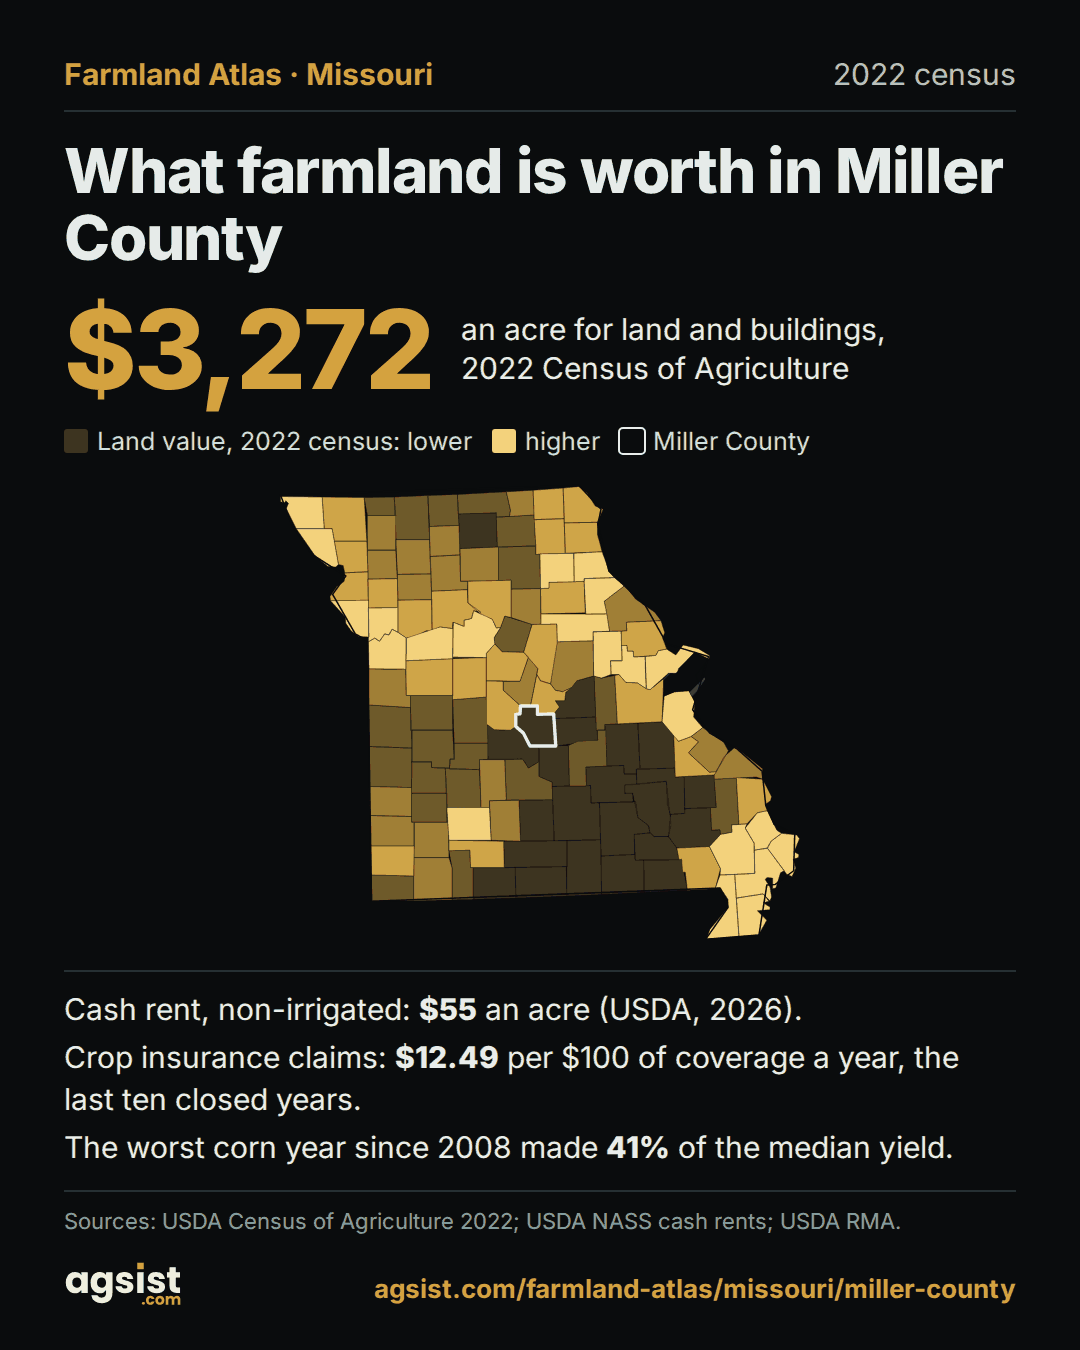 Farmland Atlas · Missouri
2022 census
What farmland is worth in Miller
County
$3,272
an acre for land and buildings,
2022 Census of Agriculture
Land value, 2022 census: lower
higher
Miller County
Cash rent, non-irrigated: $55 an acre (USDA, 2026).
Crop insurance claims: $12.49 per $100 of coverage a year, the
last ten closed years.
The worst corn year since 2008 made 41% of the median yield.
Sources: USDA Census of Agriculture 2022; USDA NASS cash rents; USDA RMA.
agsist
.com
agsist.com/farmland-atlas/missouri/miller-county